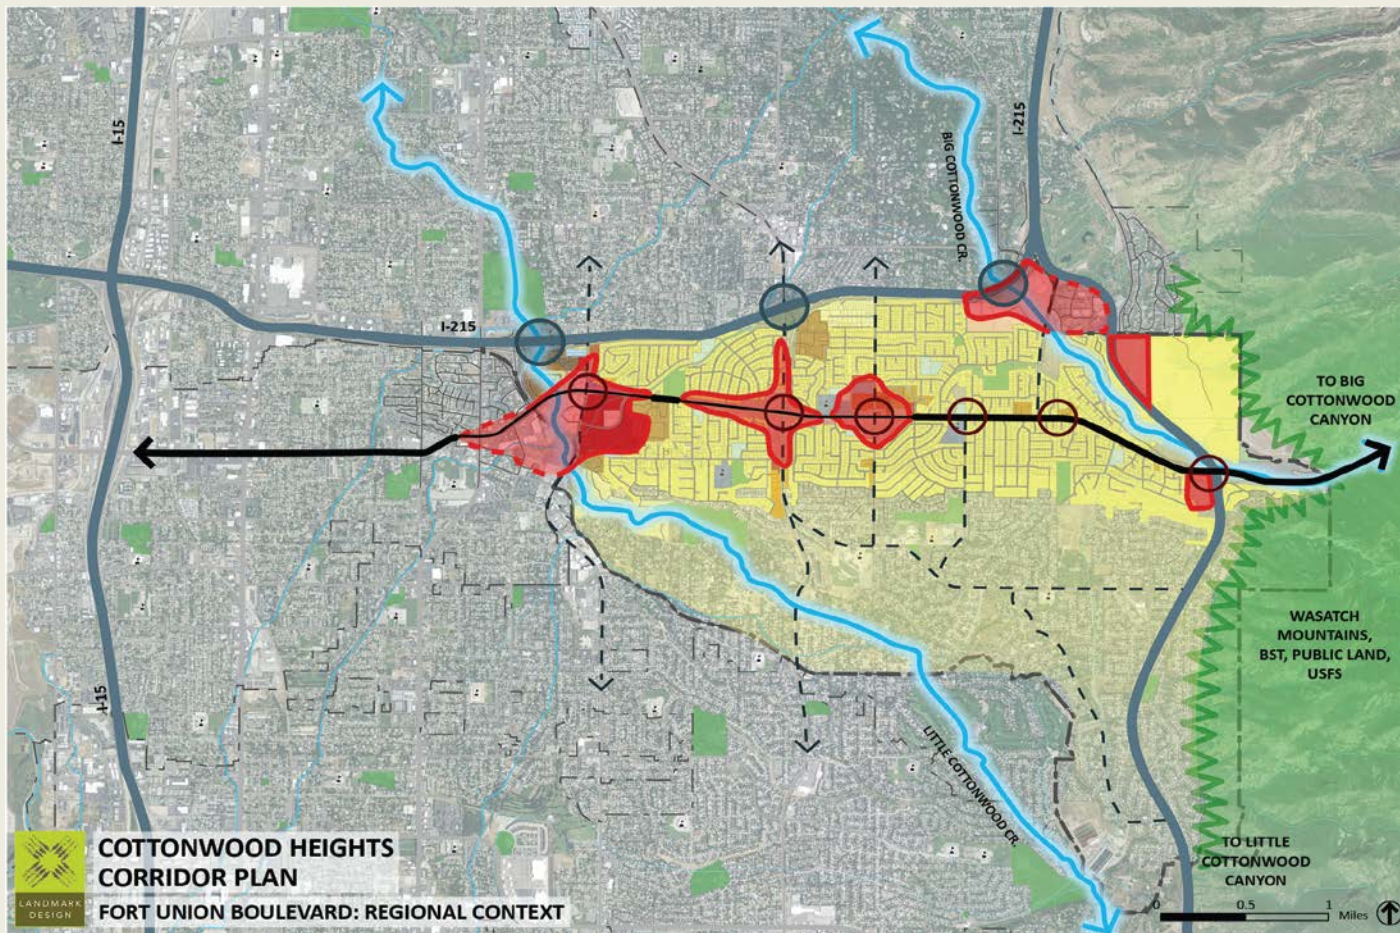 I-15
I-215
BIG COTTONWOOD CR.
I-215
TO BIG
COTTONWOOD
CANYON
WASATCH
MOUNTAINS,
BST, PUBLIC LAND,
USFS
I-15
LITTLE COTTONWOOD CR.
TO LITTLE
COTTONWOOD
CANYON
LANDMARK
DESIGN
COTTONWOOD HEIGHTS
CORRIDOR PLAN
FORT UNION BOULEVARD: REGIONAL CONTEXT
0 0.5 1 Miles